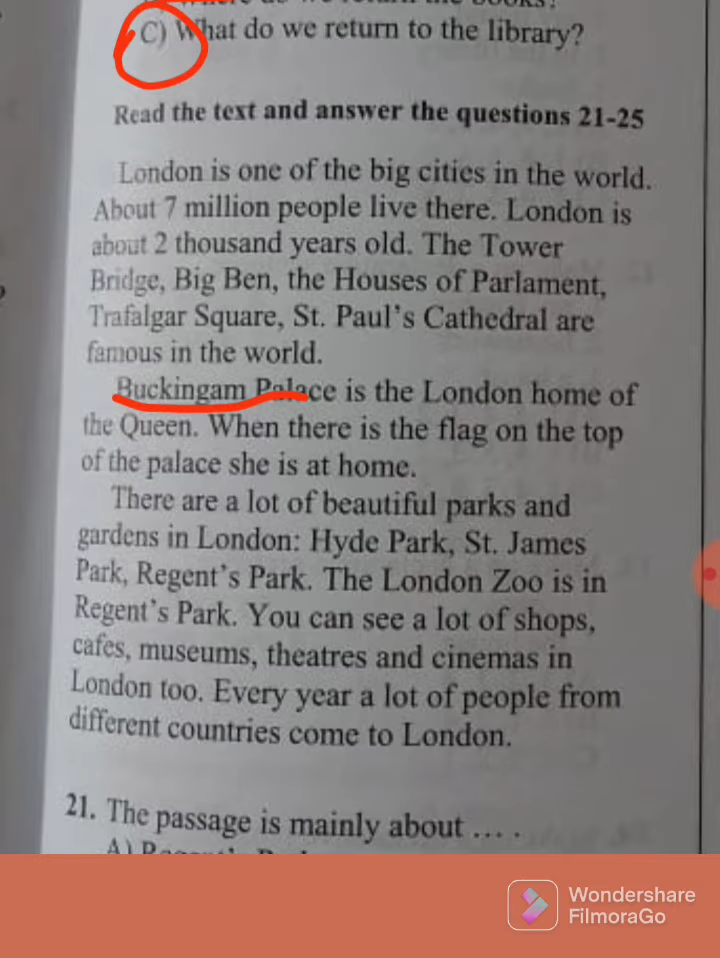 C) What do we return to the library?
Read the text and answer the questions 21-25
London is one of the big cities in the world.
About 7 million people live there. London is
about 2 thousand years old. The Tower
Bridge, Big Ben, the Houses of Parlament,
Trafalgar Square, St. Paul's Cathedral are
famous in the world.
Buckingam Palace is the London home of
the Queen. When there is the flag on the top
of the palace she is at home.
There are a lot of beautiful parks and
gardens in London: Hyde Park, St. James
Park, Regent's Park. The London Zoo is in
Regent's Park. You can see a lot of shops,
cafes, museums, theatres and cinemas in
London too. Every year a lot of people from
different countries come to London.
21. The passage is mainly about ... .
Wondershare
FilmoraGo